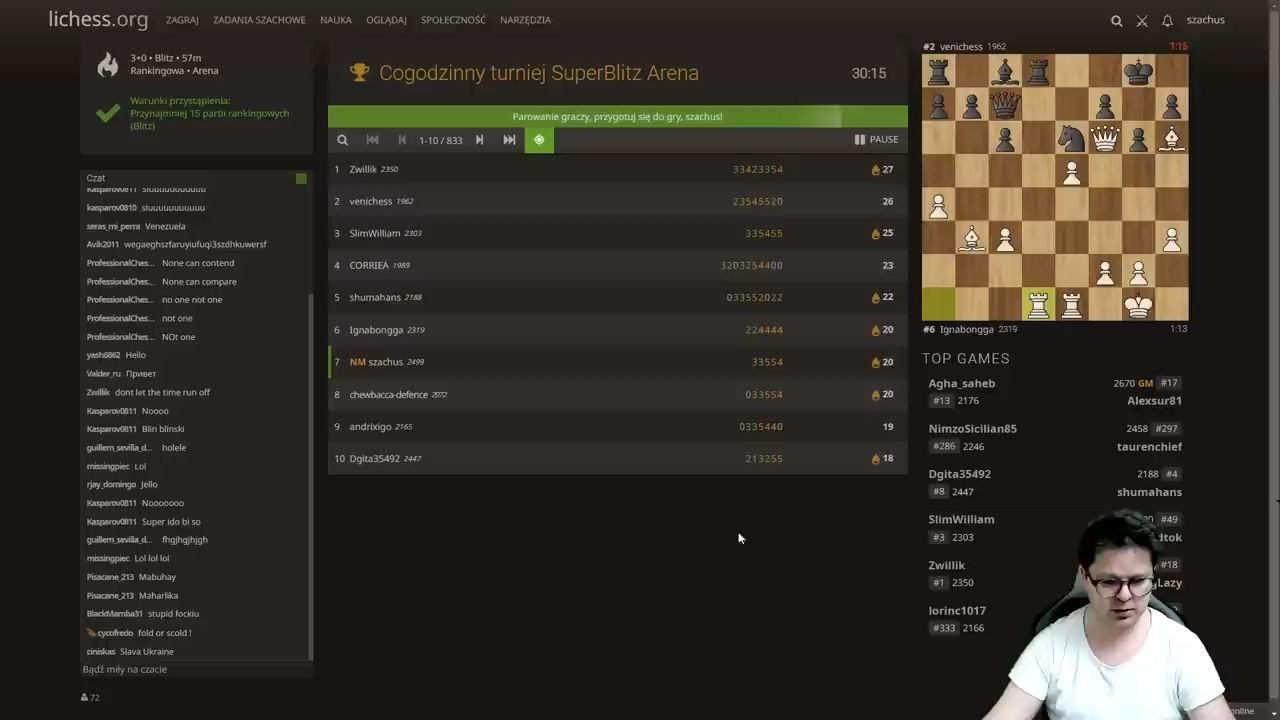 lichess.org ZAGRAJ ZADANIA SZACHOWE NAUKA OGLĄDAJ SPOŁECZNOŚĆ NARZĘDZIA szachus
3+0 • Blitz • 57m
Rankingowa • Arena
Warunki przystąpienia:
Przynajmniej 15 partii rankingowych
(Blitz)
Czat
Kasparov0811 siuuuuuuuuuu
kasparov0810 siuuuuuuuuuu
seras_mi_perra Venezuela
Avik2011 wegaeghszfaruyiufuqi3szdhkuwersf
ProfessionalChes... None can contend
ProfessionalChes... None can compare
ProfessionalChes... no one not one
ProfessionalChes... not one
ProfessionalChes... NOt one
yash6862 Hello
Valder_ru Привет
Zwillik dont let the time run off
Kasparov0811 Noooo
Kasparov0811 Blin blinski
guillem_sevilla_d... holele
missingpiec Lol
rjay_domingo Jello
Kasparov0811 Nooooooo
Kasparov0811 Super ido bi so
guillem_sevilla_d... fhgjhgjhjgh
missingpiec Lol lol lol
Pisacane_213 Mabuhay
Pisacane_213 Maharlika
BlackMamba31 stupid fockiu
cycofredo fold or scold !
ciniskas Slava Ukraine
Bądź miły na czacie
72
Cogodzinny turniej SuperBlitz Arena 30:15
Parowanie graczy, przygotuj się do gry, szachus!
1-10 / 833 PAUSE
1 Zwillik 2350 33423354 27
2 venichess 1962 23545520 26
3 SlimWilliam 2303 335455 25
4 CORRIEA 1989 3203254400 23
5 shumahans 2188 033552022 22
6 Ignabongga 2319 224444 20
7 NM szachus 2499 33554 20
8 chewbacca-defence 2072 033554 20
9 andrixigo 2165 0335440 19
10 Dgita35492 2447 213255 18
#2 venichess 1962 1:15
#6 Ignabongga 2319 1:13
TOP GAMES
Agha_saheb 2670 GM #17
#13 2176 Alexsur81
NimzoSicilian85 2458 #297
#286 2246 taurenchief
Dgita35492 2188 #4
#8 2447 shumahans
SlimWilliam #49
#3 2303 dtok
Zwillik #18
#1 2350 Lazy
lorinc1017
#333 2166
online